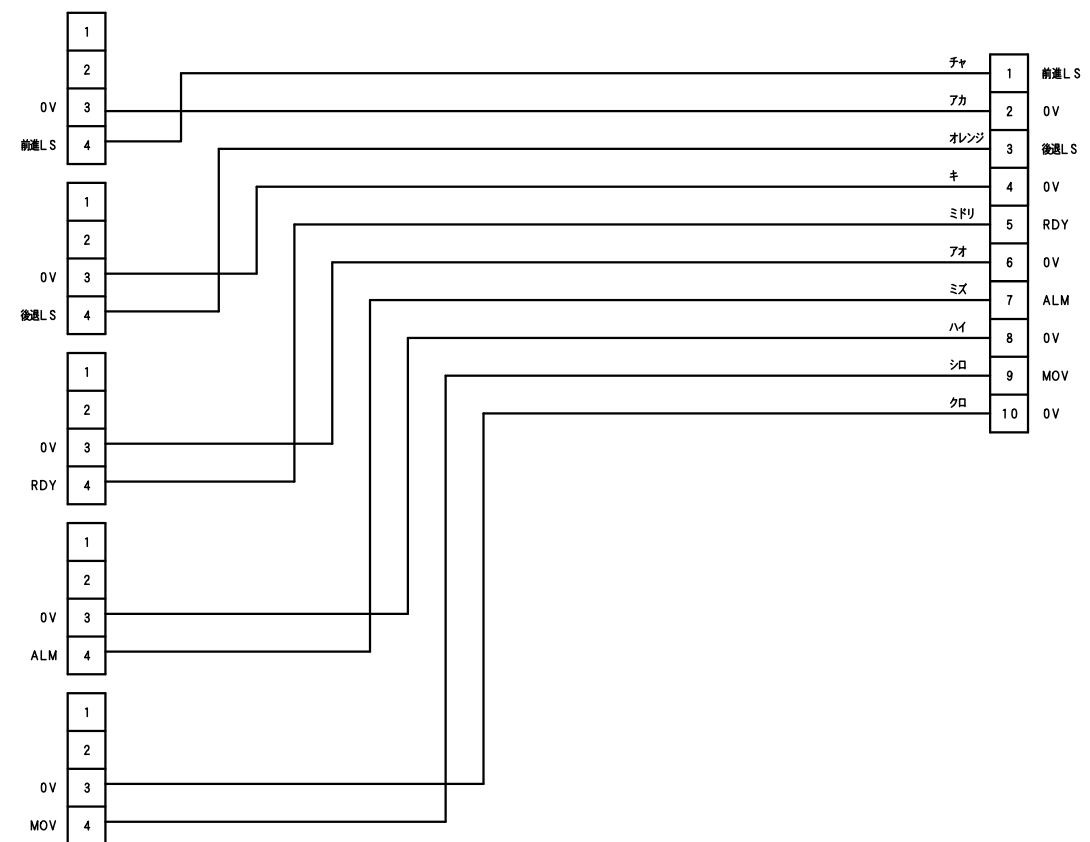 1
2
0V 3
前進LS 4
1
2
0V 3
後退LS 4
1
2
0V 3
RDY 4
1
2
0V 3
ALM 4
1
2
0V 3
MOV 4
チャ 1 前進LS
アカ 2 0V
オレンジ 3 後退LS
キ 4 0V
ミドリ 5 RDY
アオ 6 0V
ミズ 7 ALM
ハイ 8 0V
シロ 9 MOV
クロ 10 0V